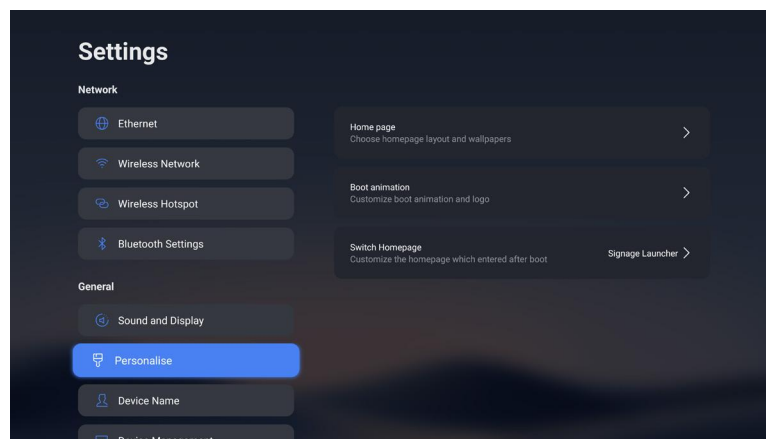 Settings
Network
Ethernet
Wireless Network
Wireless Hotspot
Bluetooth Settings
General
Sound and Display
Personalise
Device Name
Device Management
Home page
Choose homepage layout and wallpapers
Boot animation
Customize boot animation and logo
Switch Homepage
Customize the homepage which entered after boot
Signage Launcher